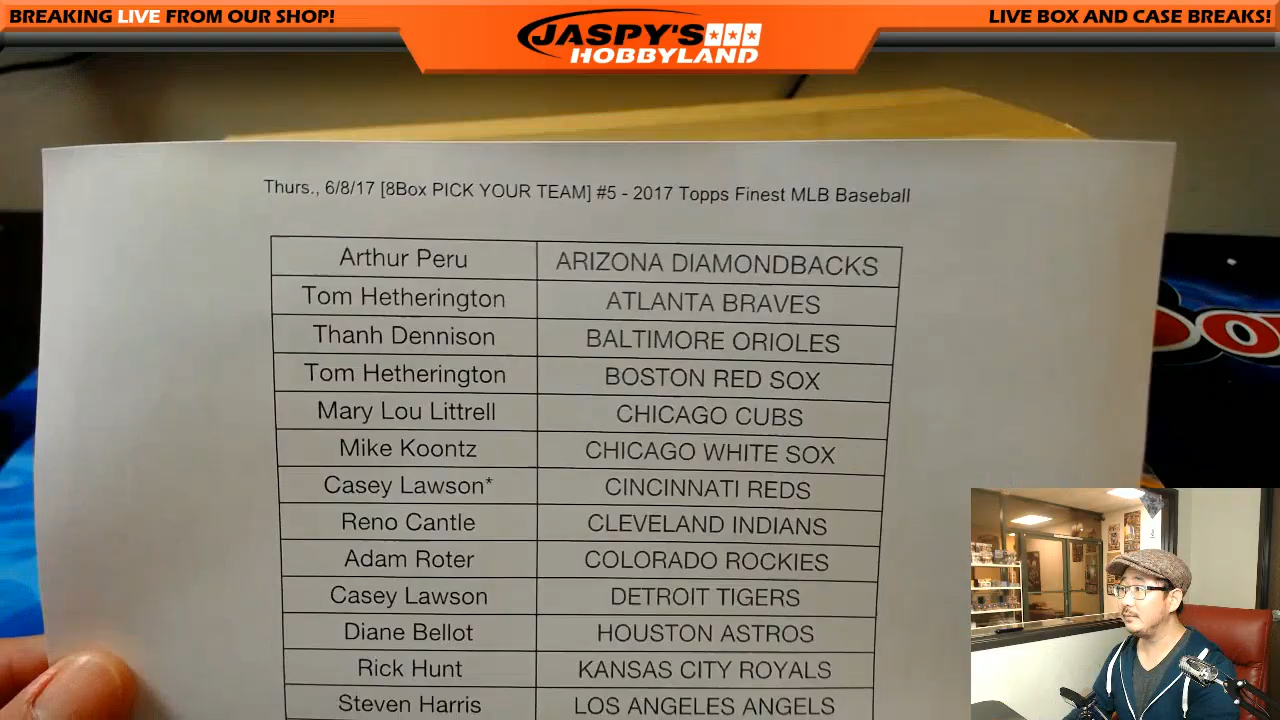 BREAKING LIVE FROM OUR SHOP!
JASPY'S
HOBBYLAND
LIVE BOX AND CASE BREAKS!
Thurs., 6/8/17 [8Box PICK YOUR TEAM] #5 - 2017 Topps Finest MLB Baseball
Arthur Peru ARIZONA DIAMONDBACKS
Tom Hetherington ATLANTA BRAVES
Thanh Dennison BALTIMORE ORIOLES
Tom Hetherington BOSTON RED SOX
Mary Lou Littrell CHICAGO CUBS
Mike Koontz CHICAGO WHITE SOX
Casey Lawson* CINCINNATI REDS
Reno Cantle CLEVELAND INDIANS
Adam Roter COLORADO ROCKIES
Casey Lawson DETROIT TIGERS
Diane Bellot HOUSTON ASTROS
Rick Hunt KANSAS CITY ROYALS
Steven Harris LOS ANGELES ANGELS